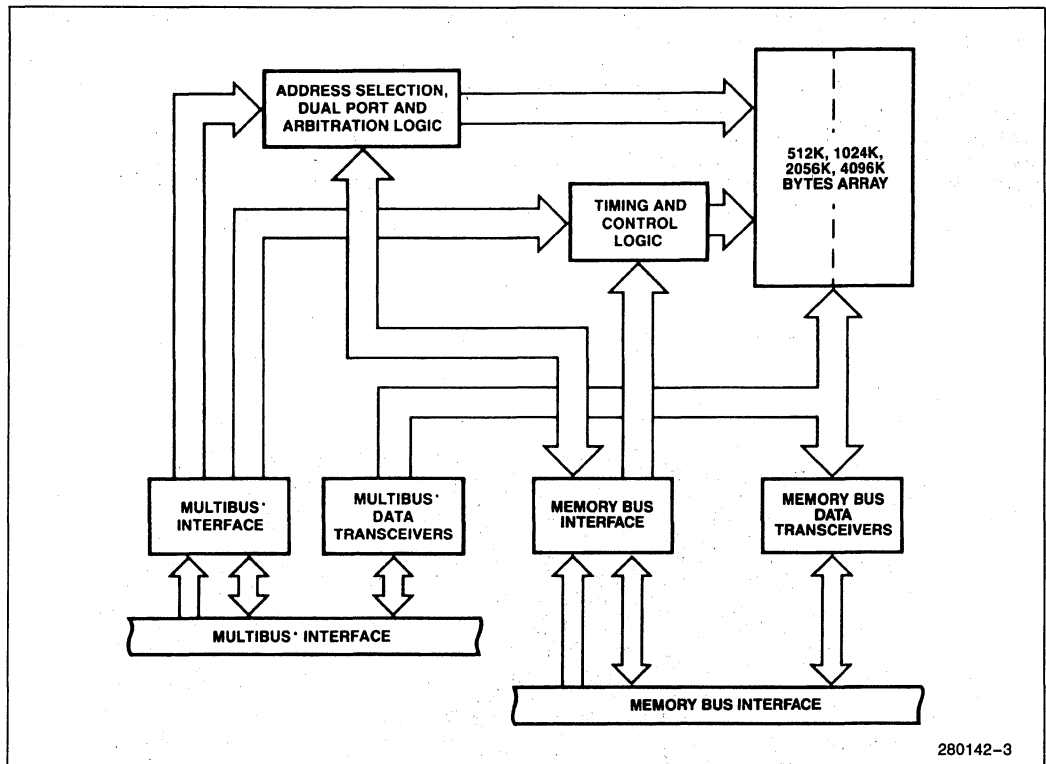 ADDRESS SELECTION,
DUAL PORT AND
ARBITRATION LOGIC
512K, 1024K,
2056K, 4096K
BYTES ARRAY
TIMING AND
CONTROL
LOGIC
MULTIBUS*
INTERFACE
MULTIBUS*
DATA
TRANSCEIVERS
MEMORY BUS
INTERFACE
MEMORY BUS
DATA
TRANSCEIVERS
MULTIBUS* INTERFACE
MEMORY BUS INTERFACE
280142–3